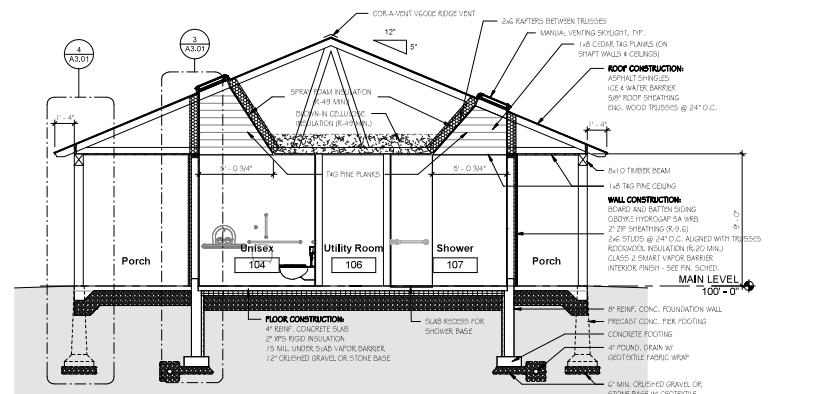 COR-A-VENT V600E RIDGE VENT
2x6 RAFTERS BETWEEN TRUSSES
MANUAL VENTING SKYLIGHT, TYP.
1x8 CEDAR T&G PLANKS (ON
SHAFT WALLS & CEILINGS)
12"
5"
4
A3.01
3
A3.01
ROOF CONSTRUCTION:
ASPHALT SHINGLES
ICE & WATER BARRIER
5/8" ROOF SHEATHING
ENG. WOOD TRUSSES @ 24" O.C.
SPRAY FOAM INSULATION
(R-49 MIN.)
BLOWN-IN CELLULOSE
INSULATION (R-49 MIN.)
1' - 4"
1' - 4"
5' - 0 3/4"
T&G PINE PLANKS
5' - 0 3/4"
8x10 TIMBER BEAM
1x8 T&G PINE CEILING
WALL CONSTRUCTION:
BOARD AND BATTEN SIDING
OBDYKE HYDROGAP SA WRB
2" ZIP SHEATHING (R-9.6)
2x6 STUDS @ 24" O.C. ALIGNED WITH TRUSSES
ROCKWOOL INSULATION (R-20 MIN.)
CLASS 2 SMART VAPOR BARRIER
INTERIOR FINISH - SEE FIN. SCHED.
Porch
Unisex
104
Utility Room
106
Shower
107
Porch
MAIN LEVEL
100' - 0"
FLOOR CONSTRUCTION:
4" REINF. CONCRETE SLAB
2" XPS RIGID INSULATION
15 MIL. UNDER SLAB VAPOR BARRIER
12" CRUSHED GRAVEL OR STONE BASE
SLAB RECESS FOR
SHOWER BASE
8" REINF. CONC. FOUNDATION WALL
PRECAST CONC. PIER FOOTING
CONCRETE FOOTING
4" FOUND. DRAIN W/
GEOTEXTILE FABRIC WRAP
6" MIN. CRUSHED GRAVEL OR
STONE BASE W/ GEOTEXTILE